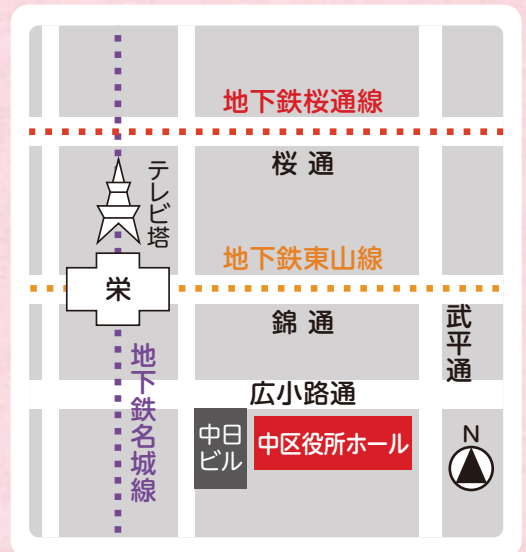 地下鉄桜通線
桜通
テレビ塔
地下鉄東山線
栄
錦通
武平通
地下鉄名城線
広小路通
中日
ビル
中区役所ホール
N